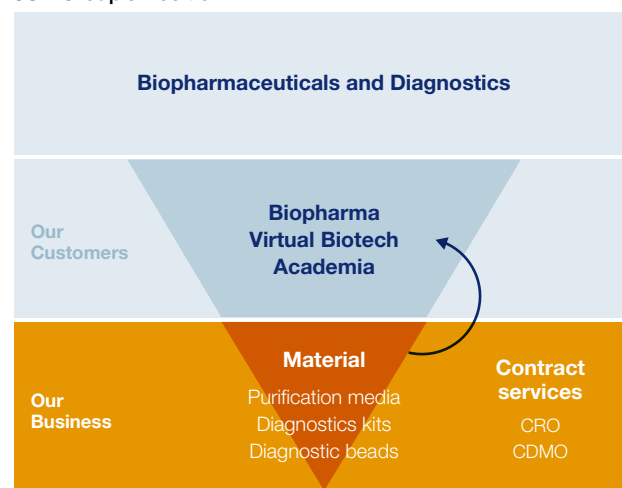 Biopharmaceuticals and Diagnostics
Our
Customers
Biopharma
Virtual Biotech
Academia
Our
Business
Material
Purification media
Diagnostics kits
Diagnostic beads
Contract
services
CRO
CDMO